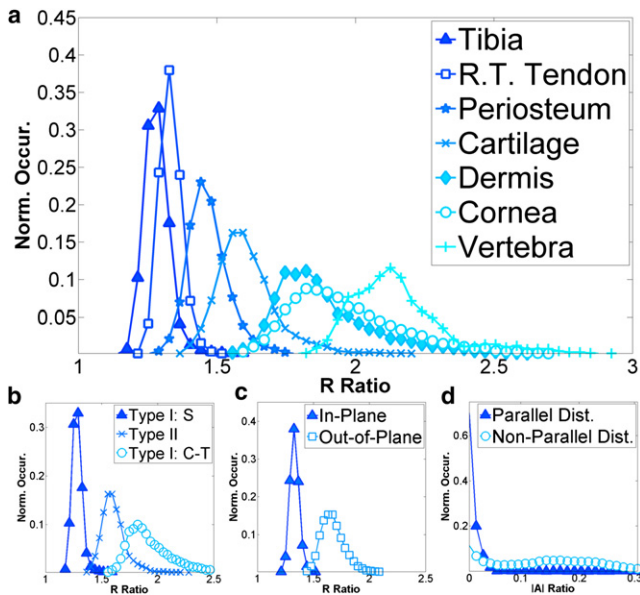 a
0.45
0.4
0.35
0.3
0.25
0.2
0.15
0.1
0.05
Norm. Occur.
Tibia
R.T. Tendon
Periosteum
Cartilage
Dermis
Cornea
Vertebra
1 1.5 2 2.5 3
R Ratio
b
Norm. Occur.
0.3
0.2
0.1
Type I: S
Type II
Type I: C-T
1 1.5 2 2.5
R Ratio
c
Norm. Occur.
0.4
0.3
0.2
0.1
In-Plane
Out-of-Plane
1 1.5 2 2.5
R Ratio
d
Norm. Occur.
0.6
0.4
0.2
Parallel Dist.
Non-Parallel Dist.
0 0.1 0.2 0.3
|A| Ratio